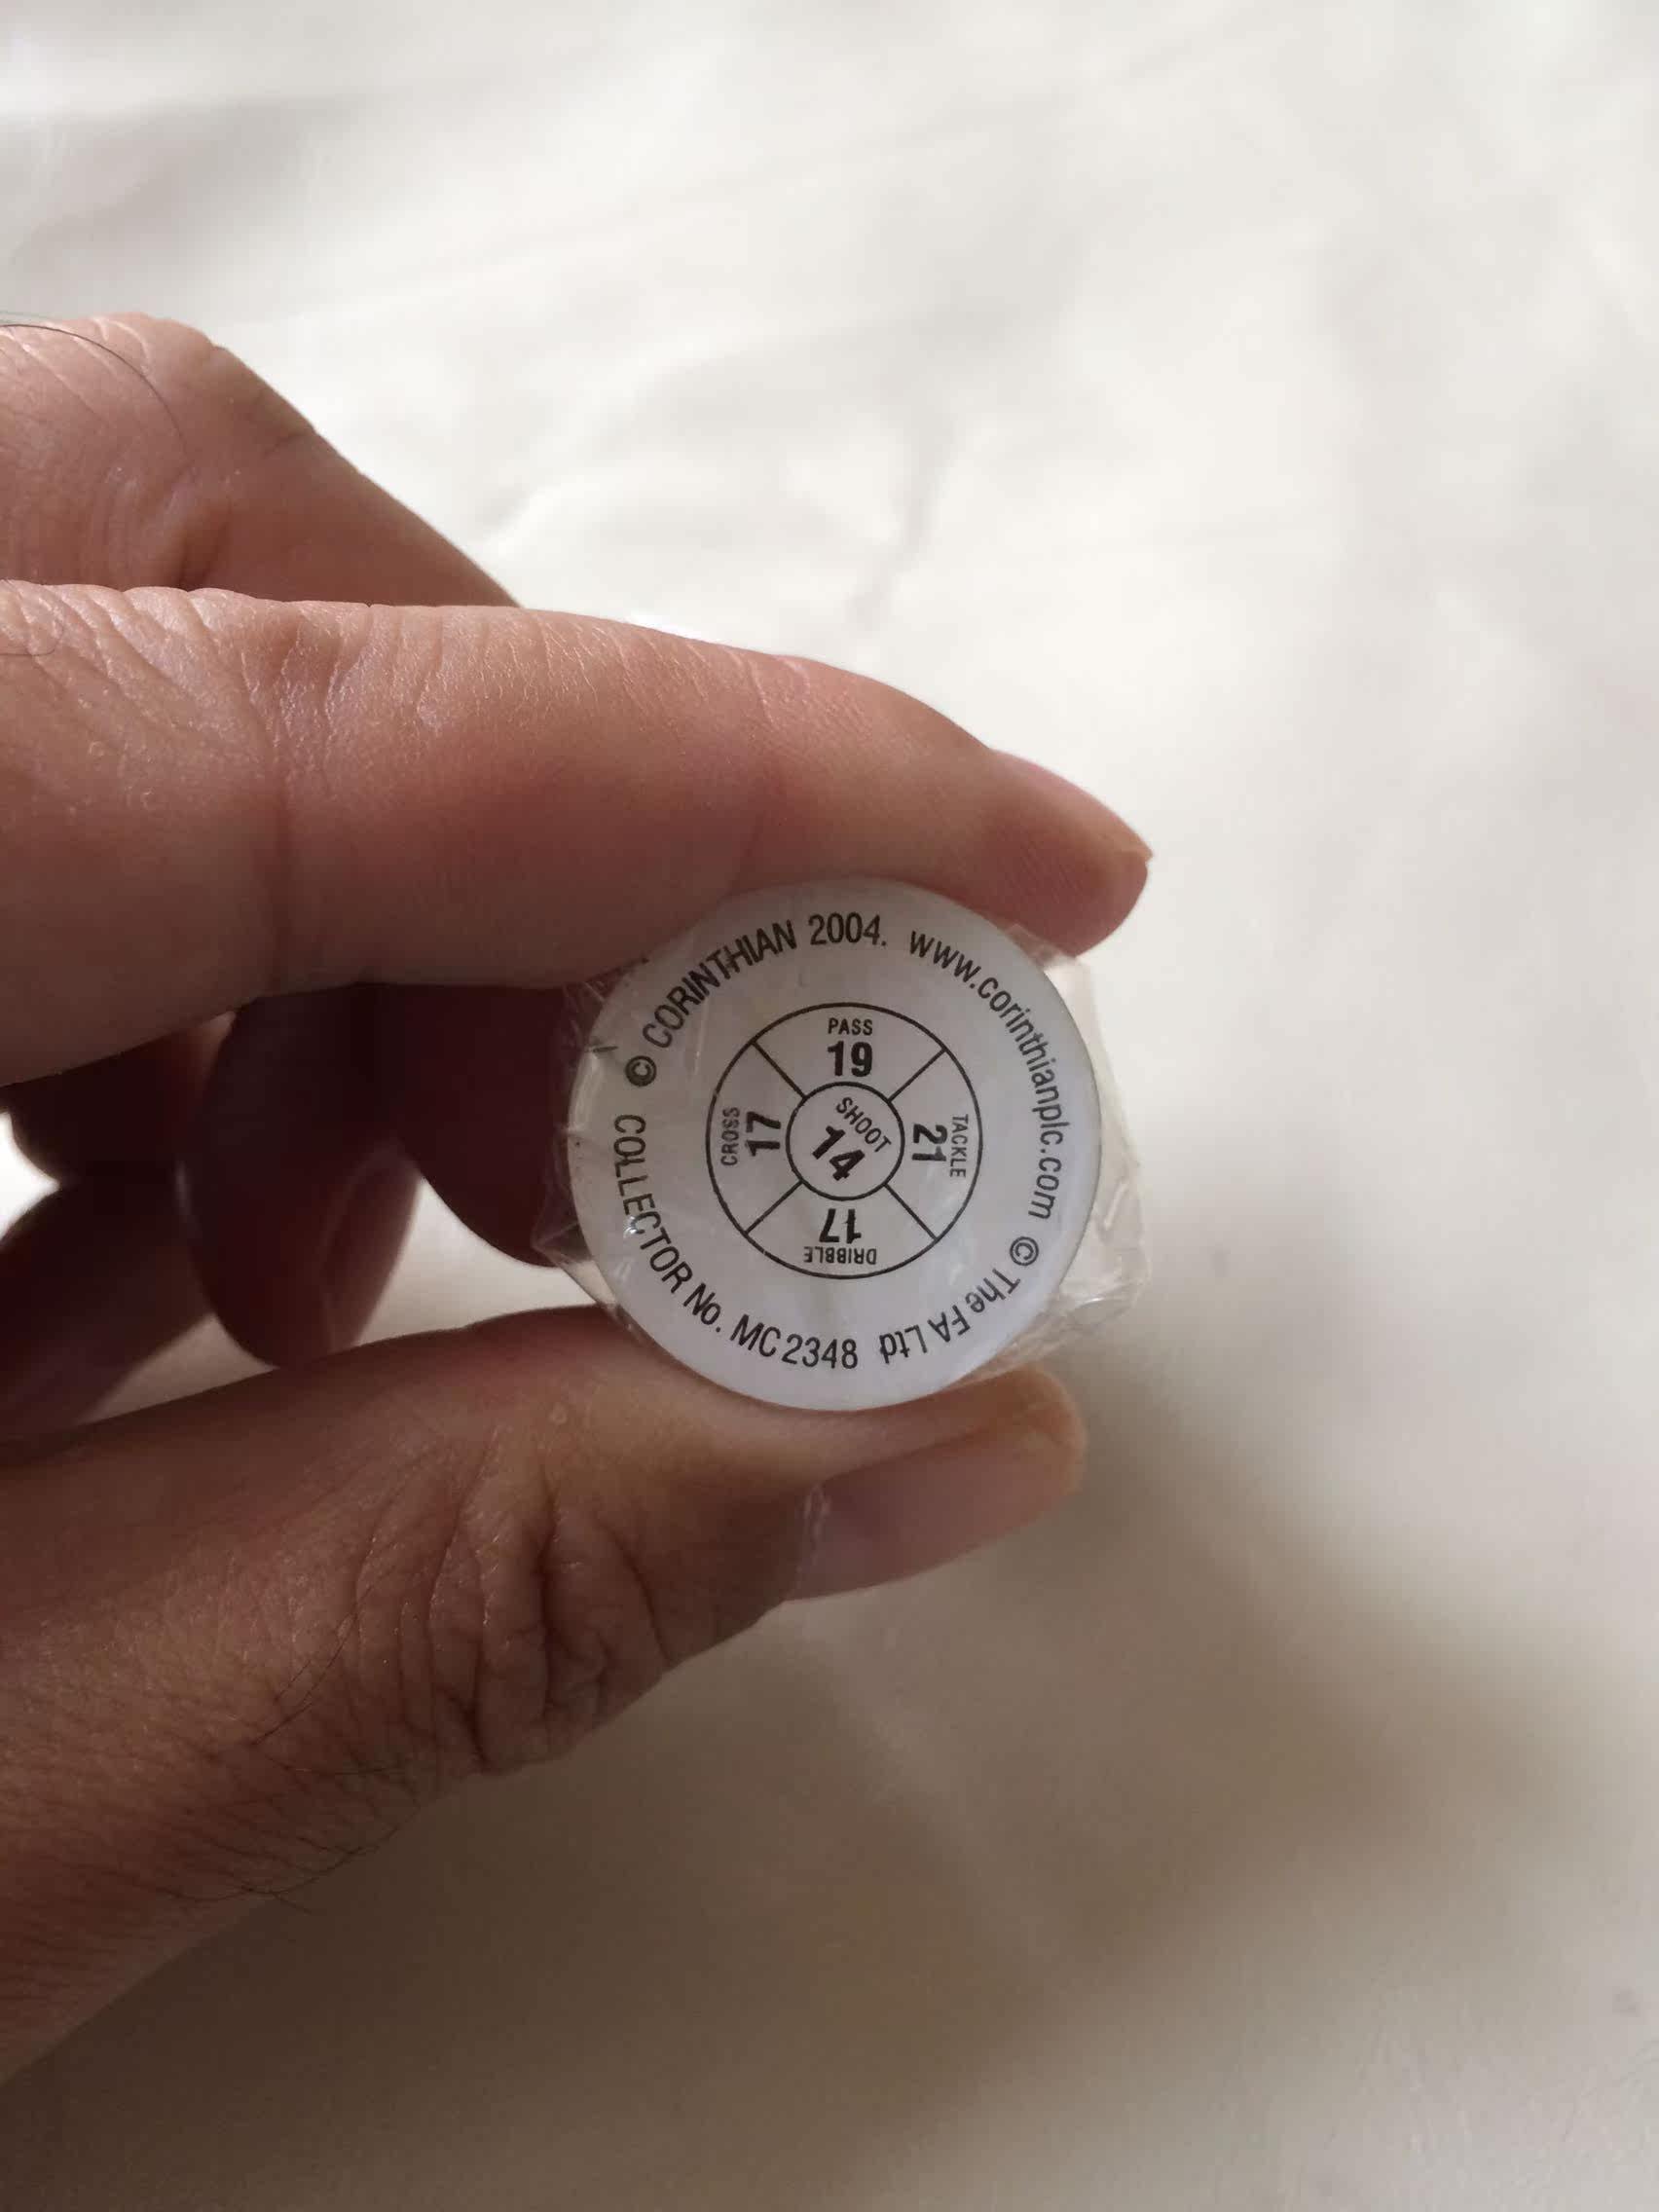 © CORINTHIAN 2004. www.corinthianplc.com © The FA Ltd
COLLECTOR No. MC2348
PASS
19
TACKLE
21
DRIBBLE
17
CROSS
17
SHOOT
14